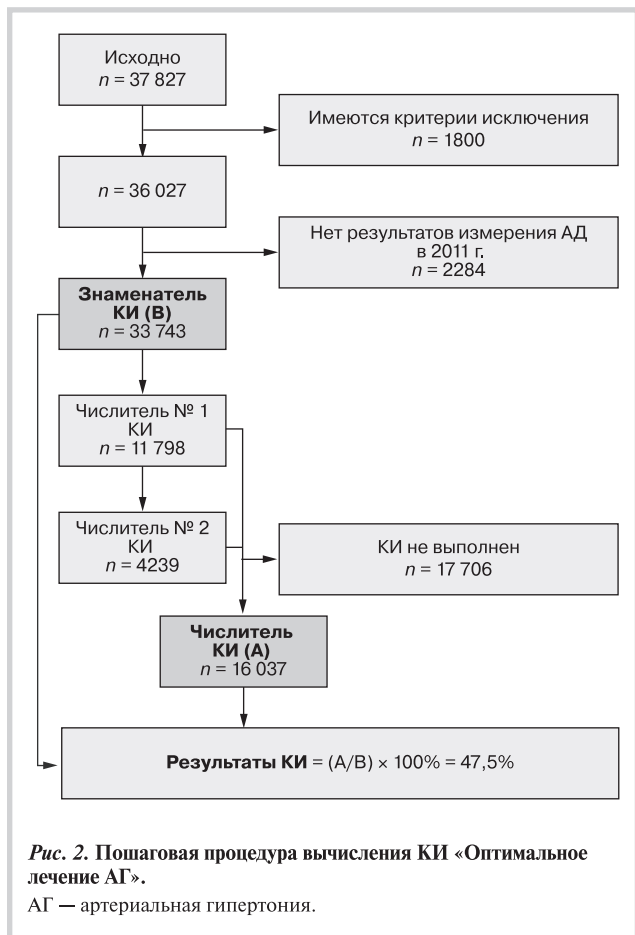 Исходно
n = 37 827
Имеются критерии исключения
n = 1800
n = 36 027
Нет результатов измерения АД
в 2011 г.
n = 2284
Знаменатель
КИ (B)
n = 33 743
Числитель № 1
КИ
n = 11 798
Числитель № 2
КИ
n = 4239
КИ не выполнен
n = 17 706
Числитель
КИ (A)
n = 16 037
Результаты КИ = (A/B) × 100% = 47,5%
Рис. 2. Пошаговая процедура вычисления КИ «Оптимальное
лечение АГ».
АГ — артериальная гипертония.